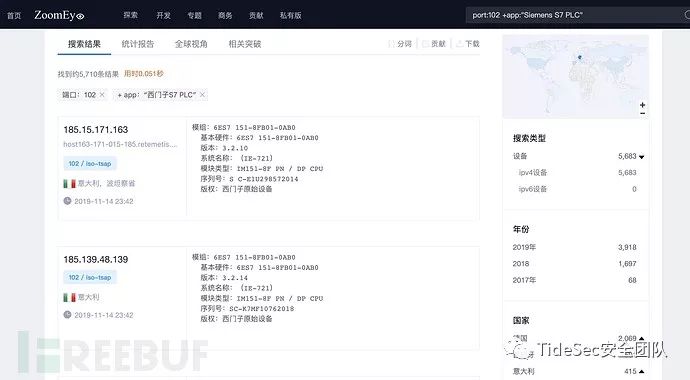 首页 ZoomEye 探索 开发 专题 商务 贡献 私有版 port:102 +app:"Siemens S7 PLC"
搜索结果 统计报告 全球视角 相关突破 分词 贡献 下载
找到约5,710条结果 用时0.051秒
端口：102 × + app：“西门子S7 PLC” ×
185.15.171.163
host163-171-015-185.retemetis....
102 / iso-tsap
意大利，波坦察省
2019-11-14 23:42
模组：6ES7 151-8FB01-0AB0
基本硬件：6ES7 151-8FB01-0AB0
版本：3.2.10
系统名称：（IE-721）
模块类型：IM151-8F PN / DP CPU
序列号：S C-E1U298572014
版权：西门子原始设备
185.139.48.139
102 / iso-tsap
意大利
2019-11-14 23:42
模组：6ES7 151-8FB01-0AB0
基本硬件：6ES7 151-8FB01-0AB0
版本：3.2.14
系统名称：（IE-721）
模块类型：IM151-8F PN / DP CPU
序列号：SC-K7MF10762018
版权：西门子原始设备
+
−
搜索类型
设备 5,683
ipv4设备 5,683
ipv6设备 0
年份
2019年 3,918
2018 1,697
2017年 68
国家
德国 2,069
意大利 415
REEBUF
TideSec安全团队